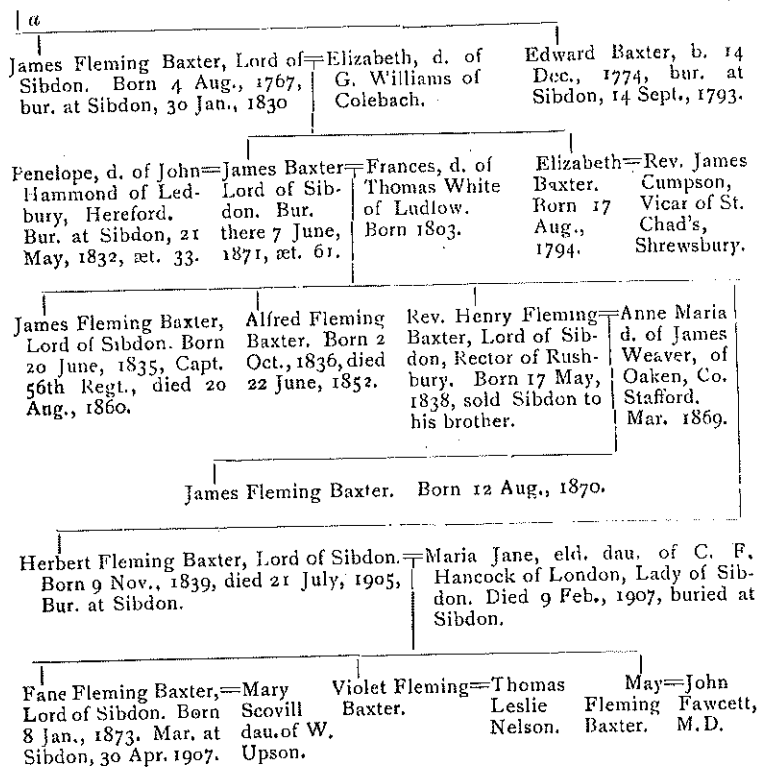 a
James Fleming Baxter, Lord of
Sibdon. Born 4 Aug., 1767,
bur. at Sibdon, 30 Jan., 1830
Elizabeth, d. of
G. Williams of
Colebach.
Edward Baxter, b. 14
Dec., 1774, bur. at
Sibdon, 14 Sept., 1793.
Penelope, d. of John
Hammond of Led-
bury, Hereford.
Bur. at Sibdon, 21
May, 1832, æt. 33.
James Baxter
Lord of Sib-
don. Bur.
there 7 June,
1871, æt. 61.
Frances, d. of
Thomas White
of Ludlow.
Born 1803.
Elizabeth
Baxter.
Born 17
Aug.,
1794.
Rev. James
Cumpson,
Vicar of St.
Chad's,
Shrewsbury.
James Fleming Baxter,
Lord of Sibdon. Born
20 June, 1835, Capt.
56th Regt., died 20
Aug., 1860.
Alfred Fleming
Baxter. Born 2
Oct., 1836, died
22 June, 1852.
Rev. Henry Fleming
Baxter, Lord of Sib-
don, Rector of Rush-
bury. Born 17 May,
1838, sold Sibdon to
his brother.
Anne Maria
d. of James
Weaver, of
Oaken, Co.
Stafford.
Mar. 1869.
James Fleming Baxter. Born 12 Aug., 1870.
Herbert Fleming Baxter, Lord of Sibdon.
Born 9 Nov., 1839, died 21 July, 1905,
Bur. at Sibdon.
Maria Jane, eld. dau. of C. F.
Hancock of London, Lady of Sib-
don. Died 9 Feb., 1907, buried at
Sibdon.
Fane Fleming Baxter,
Lord of Sibdon. Born
8 Jan., 1873. Mar. at
Sibdon, 30 Apr. 1907.
Mary
Scovill
dau. of W.
Upson.
Violet Fleming
Baxter.
Thomas
Leslie
Nelson.
May
Fleming
Baxter.
John
Fawcett,
M.D.